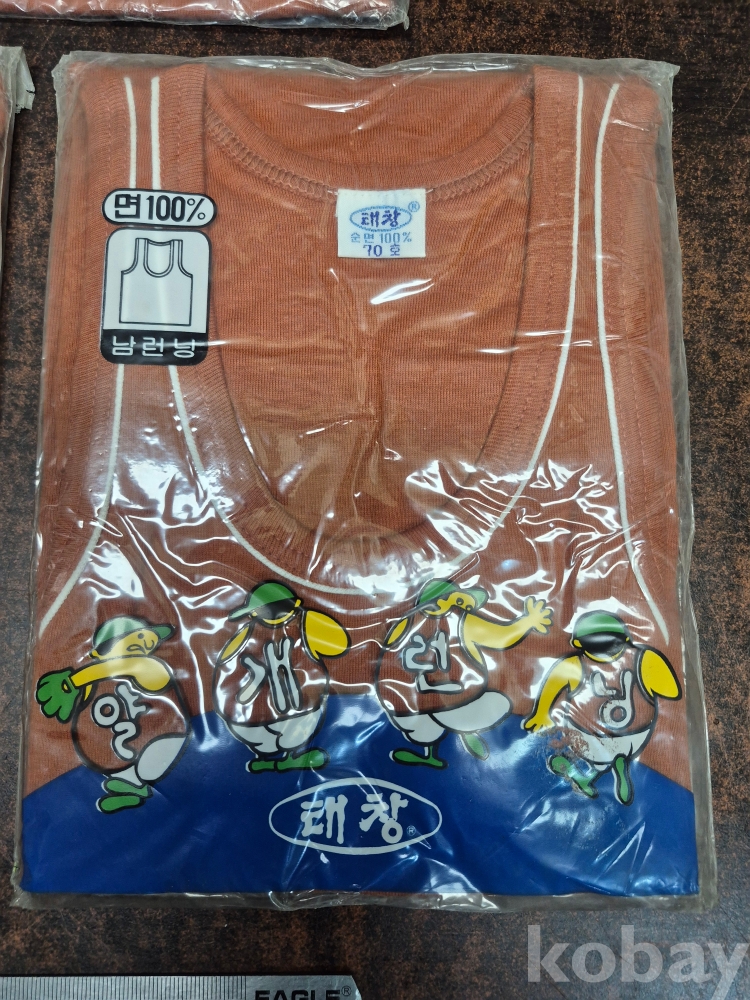 면100%
남런닝
태창®
순면 100%
70 호
알 개 런 닝
태창®
EAGLE®
kobay